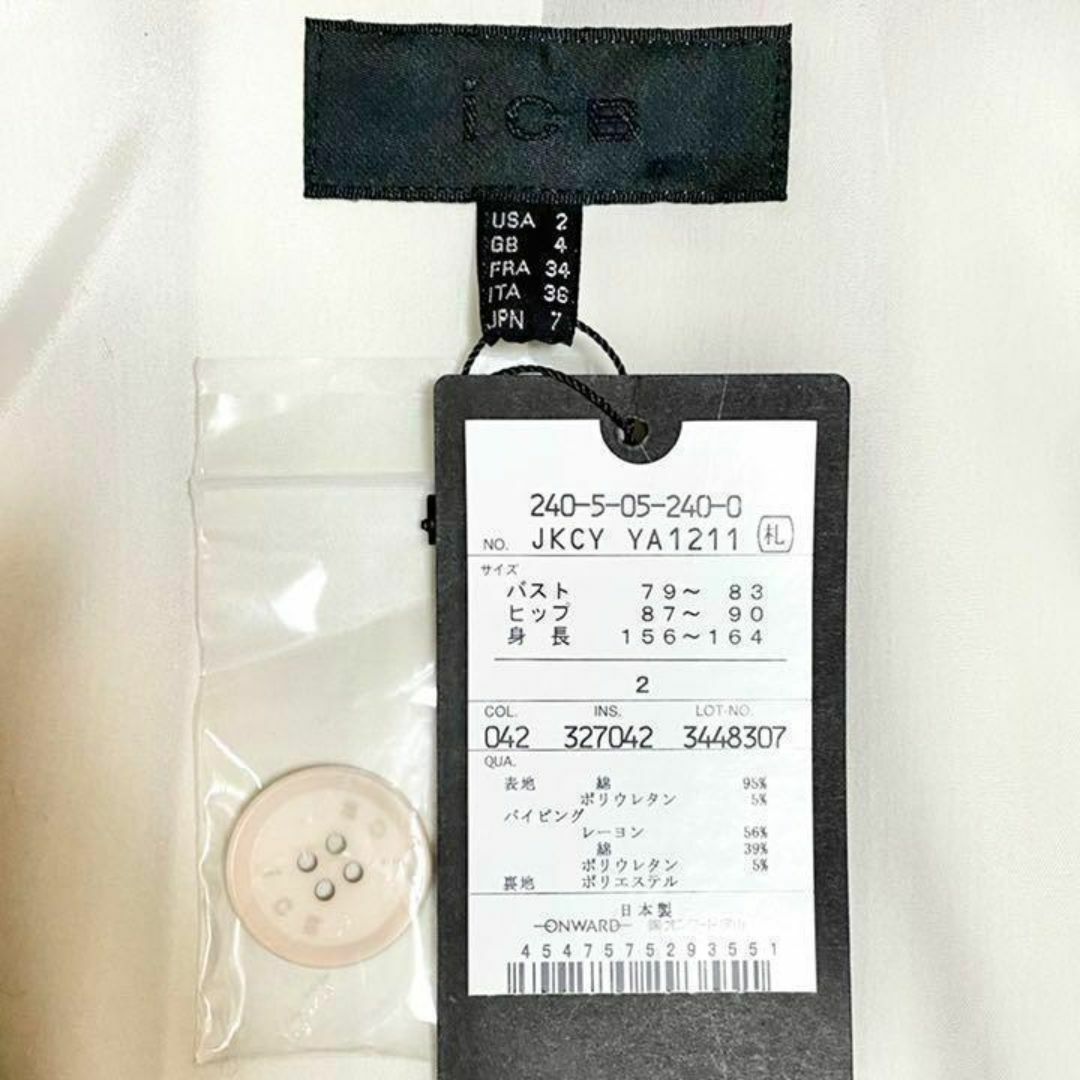 iCB
USA 2
GB 4
FRA 34
ITA 36
JPN 7
240-5-05-240-0
NO. JKCY YA1211 札
サイズ
バスト 79～ 83
ヒップ 87～ 90
身 長 156～164
2
COL. INS. LOT-NO.
042 327042 3448307
QUA.
表地 綿 95%
ポリウレタン 5%
パイピング
レーヨン 56%
綿 39%
ポリウレタン 5%
裏地 ポリエステル
日本製
ONWARD
4547575293551